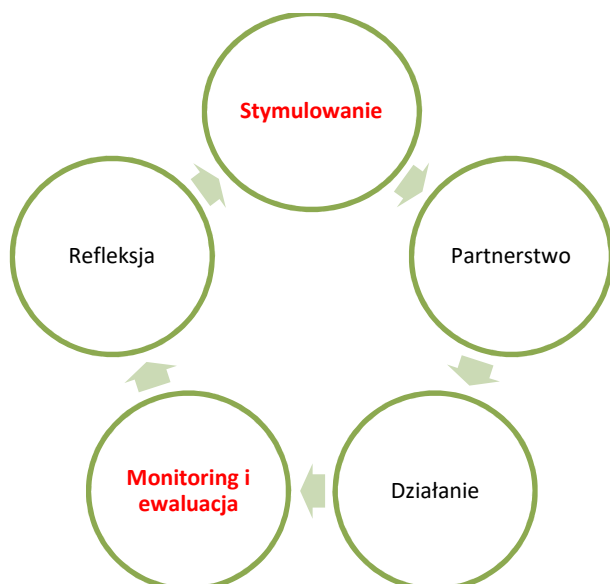 Stymulowanie
Partnerstwo
Działanie
Monitoring i
ewaluacja
Refleksja